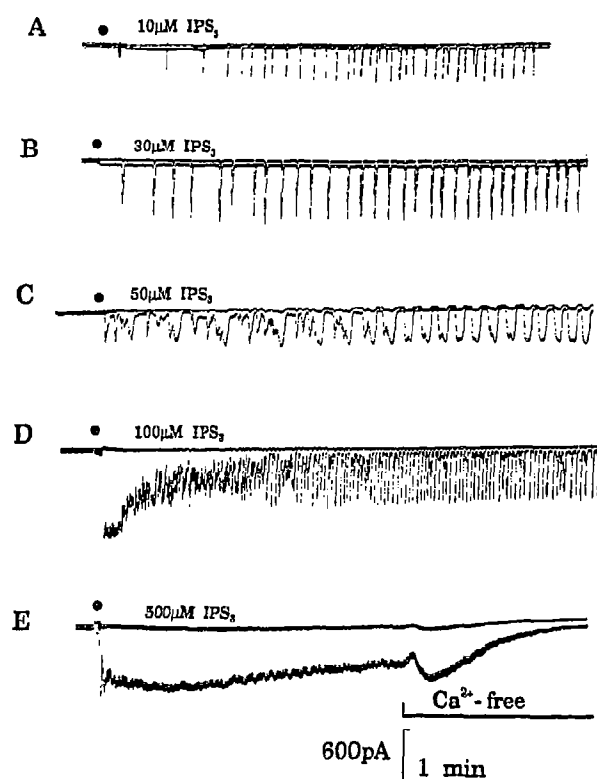 A
10μM IPS₃
B
30μM IPS₃
C
50μM IPS₃
D
100μM IPS₃
E
500μM IPS₃
Ca²⁺-free
600pA
1 min